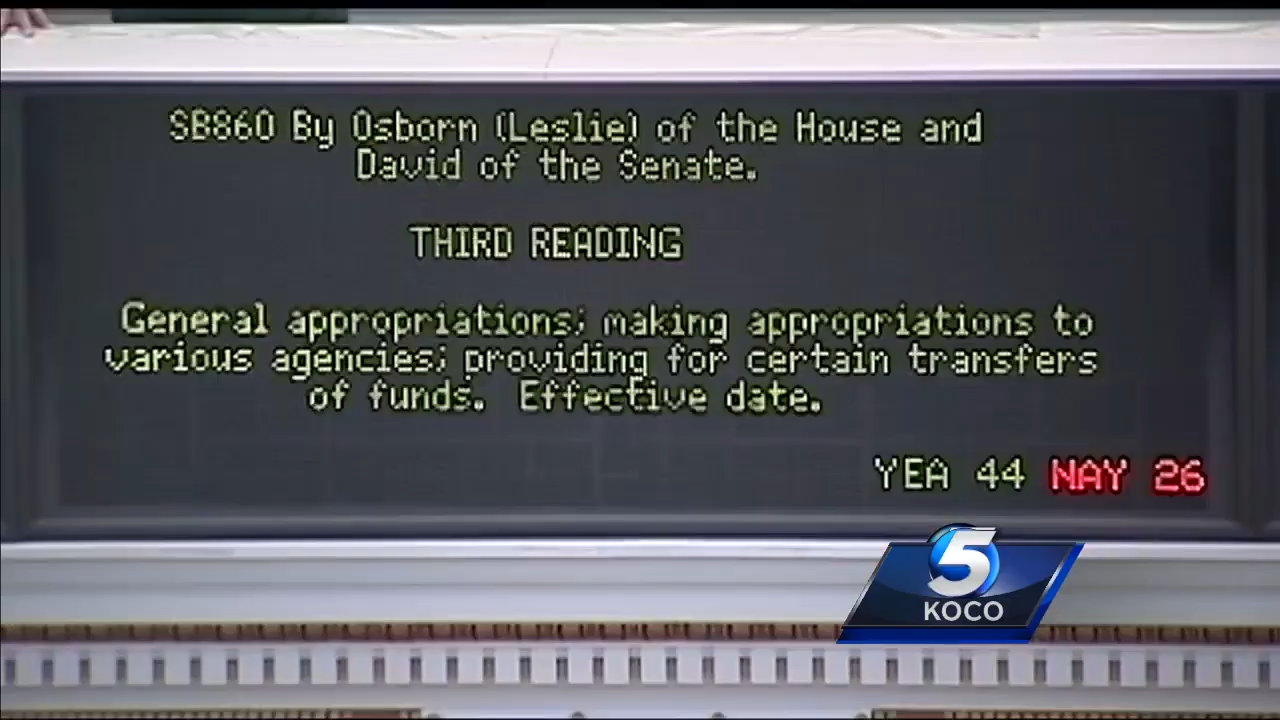 SB860 By Osborn (Leslie) of the House and
David of the Senate.
THIRD READING
General appropriations; making appropriations to
various agencies; providing for certain transfers
of funds. Effective date.
YEA 44 NAY 26
5
KOCO